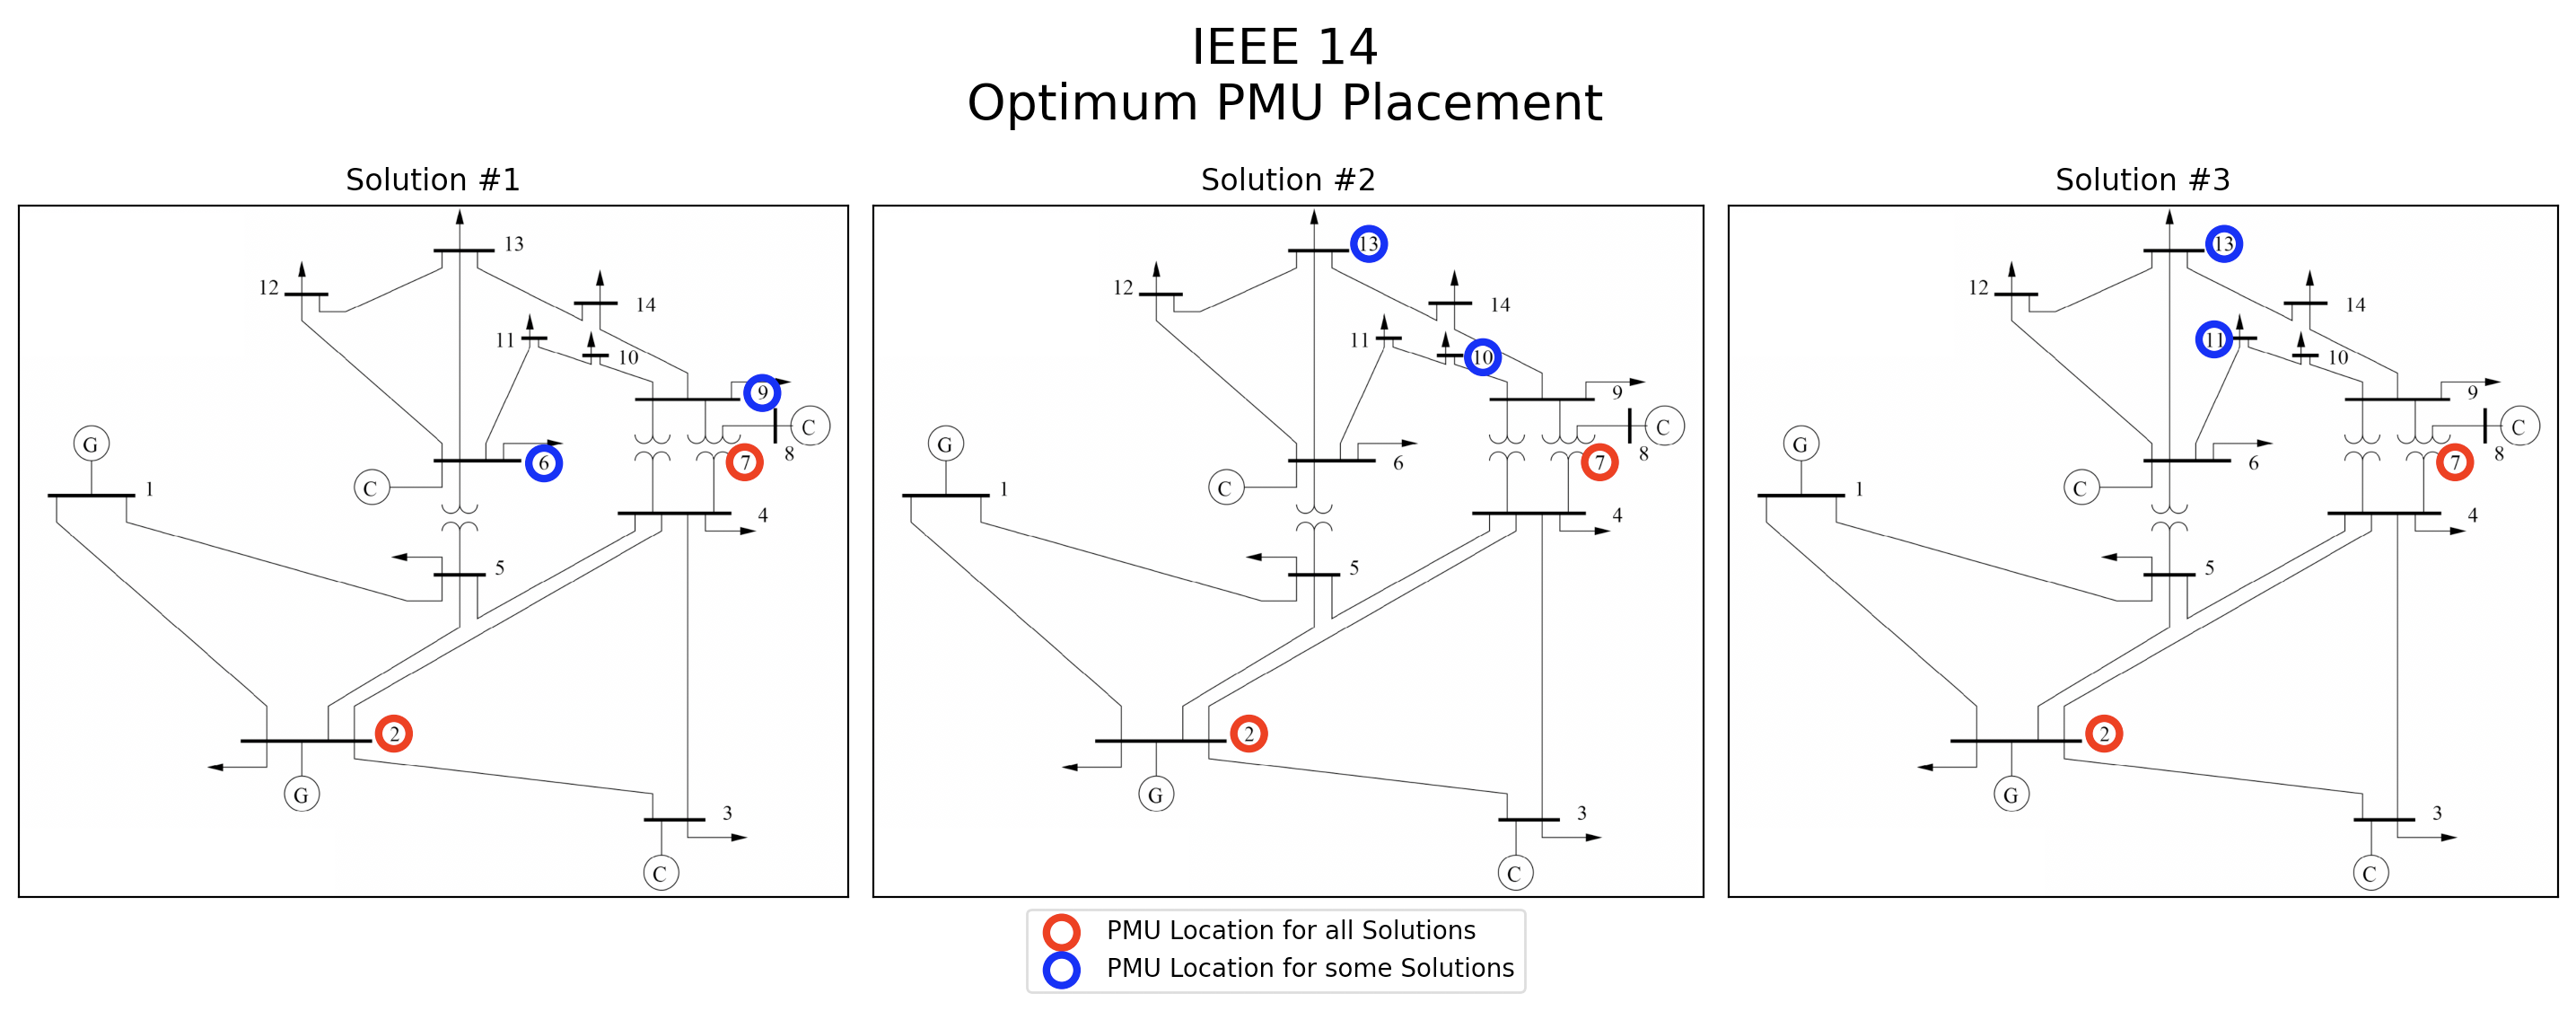 IEEE 14
Optimum PMU Placement
Solution #1
13
12
14
11
10
9
G
C
6
7
8
C
1
4
5
2
G
3
C
Solution #2
13
12
14
11
10
9
G
C
6
7
8
C
1
4
5
2
G
3
C
Solution #3
13
12
14
11
10
9
G
C
6
7
8
C
1
4
5
2
G
3
C
PMU Location for all Solutions
PMU Location for some Solutions